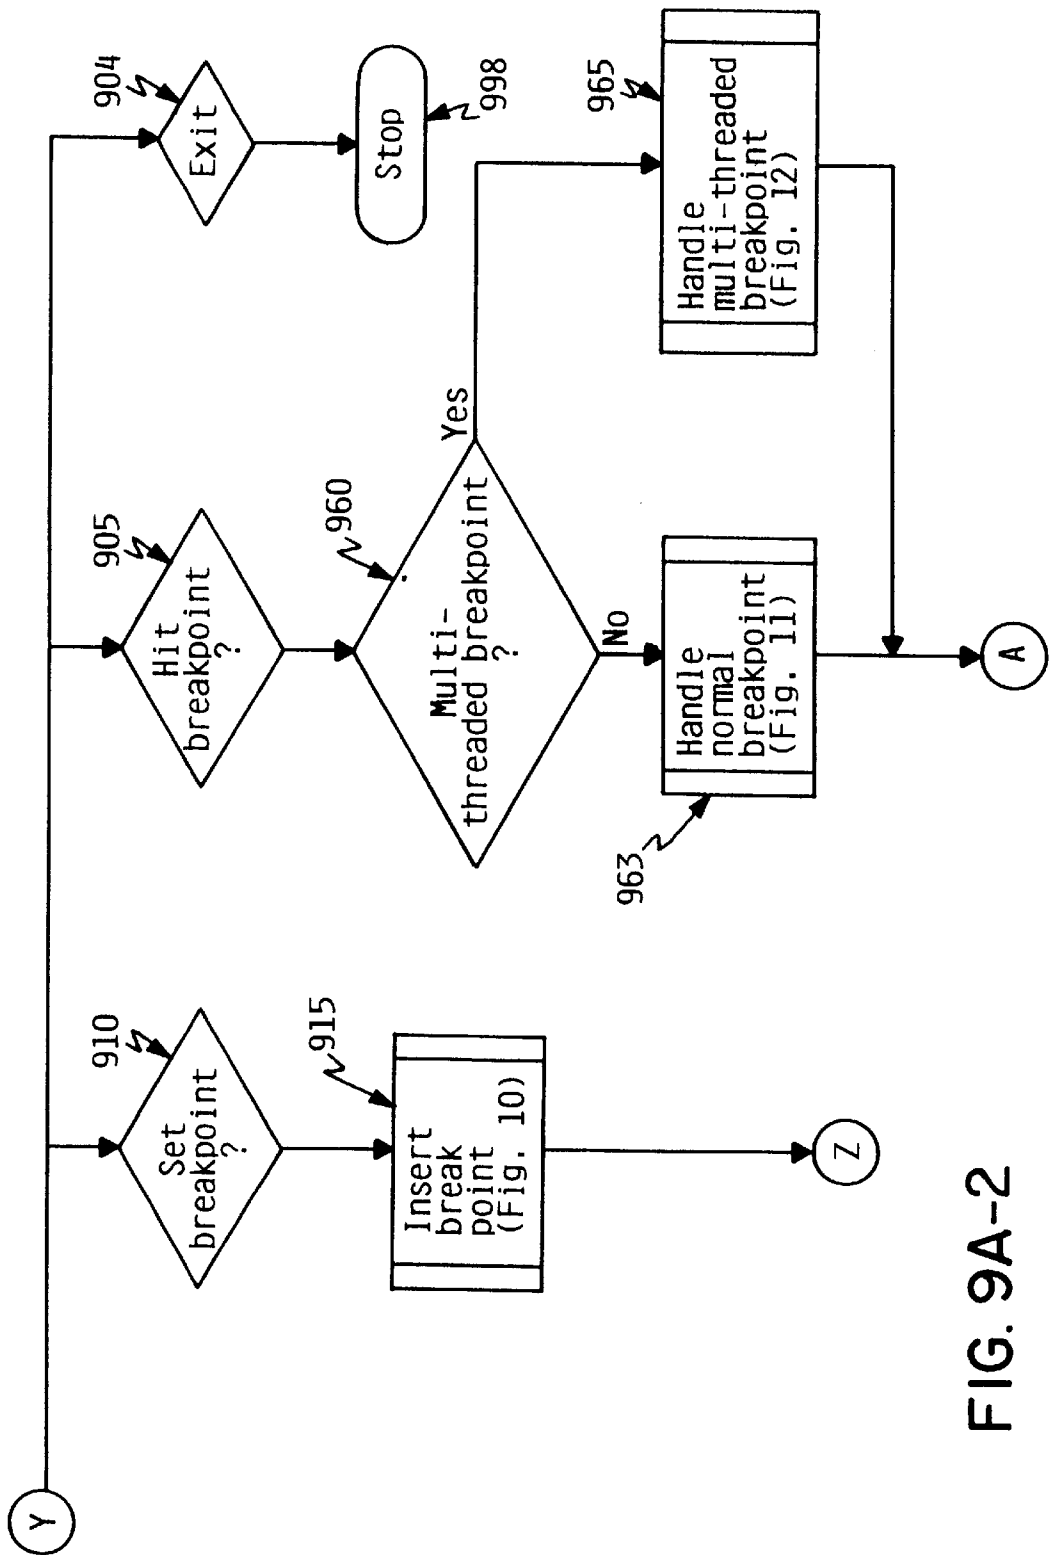 Y
910
Set
breakpoint
?
915
Insert
break
point
(Fig. 10)
Z
905
Hit
breakpoint
?
960
Multi-
threaded breakpoint
?
Yes
No
963
Handle
normal
breakpoint
(Fig. 11)
A
904
Exit
Stop
998
965
Handle
multi-threaded
breakpoint
(Fig. 12)
FIG. 9A-2